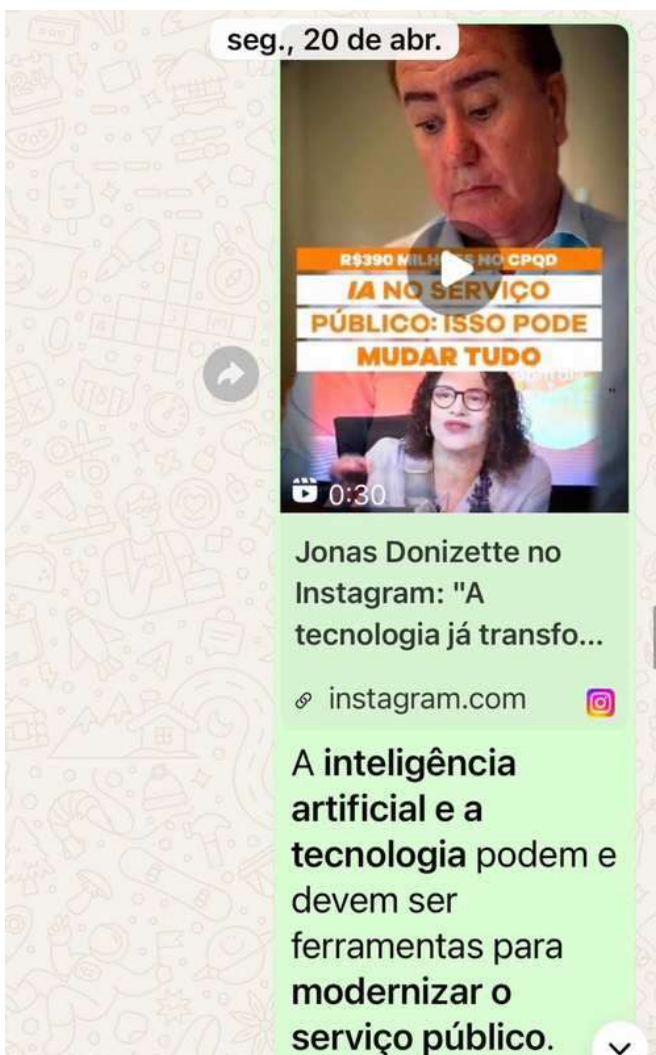 seg., 20 de abr.
R$390 MILHÕES NO CPQD
IA NO SERVIÇO
PÚBLICO: ISSO PODE
MUDAR TUDO
0:30
Jonas Donizette no
Instagram: "A
tecnologia já transfo...
instagram.com
A inteligência
artificial e a
tecnologia podem e
devem ser
ferramentas para
modernizar o
serviço público.